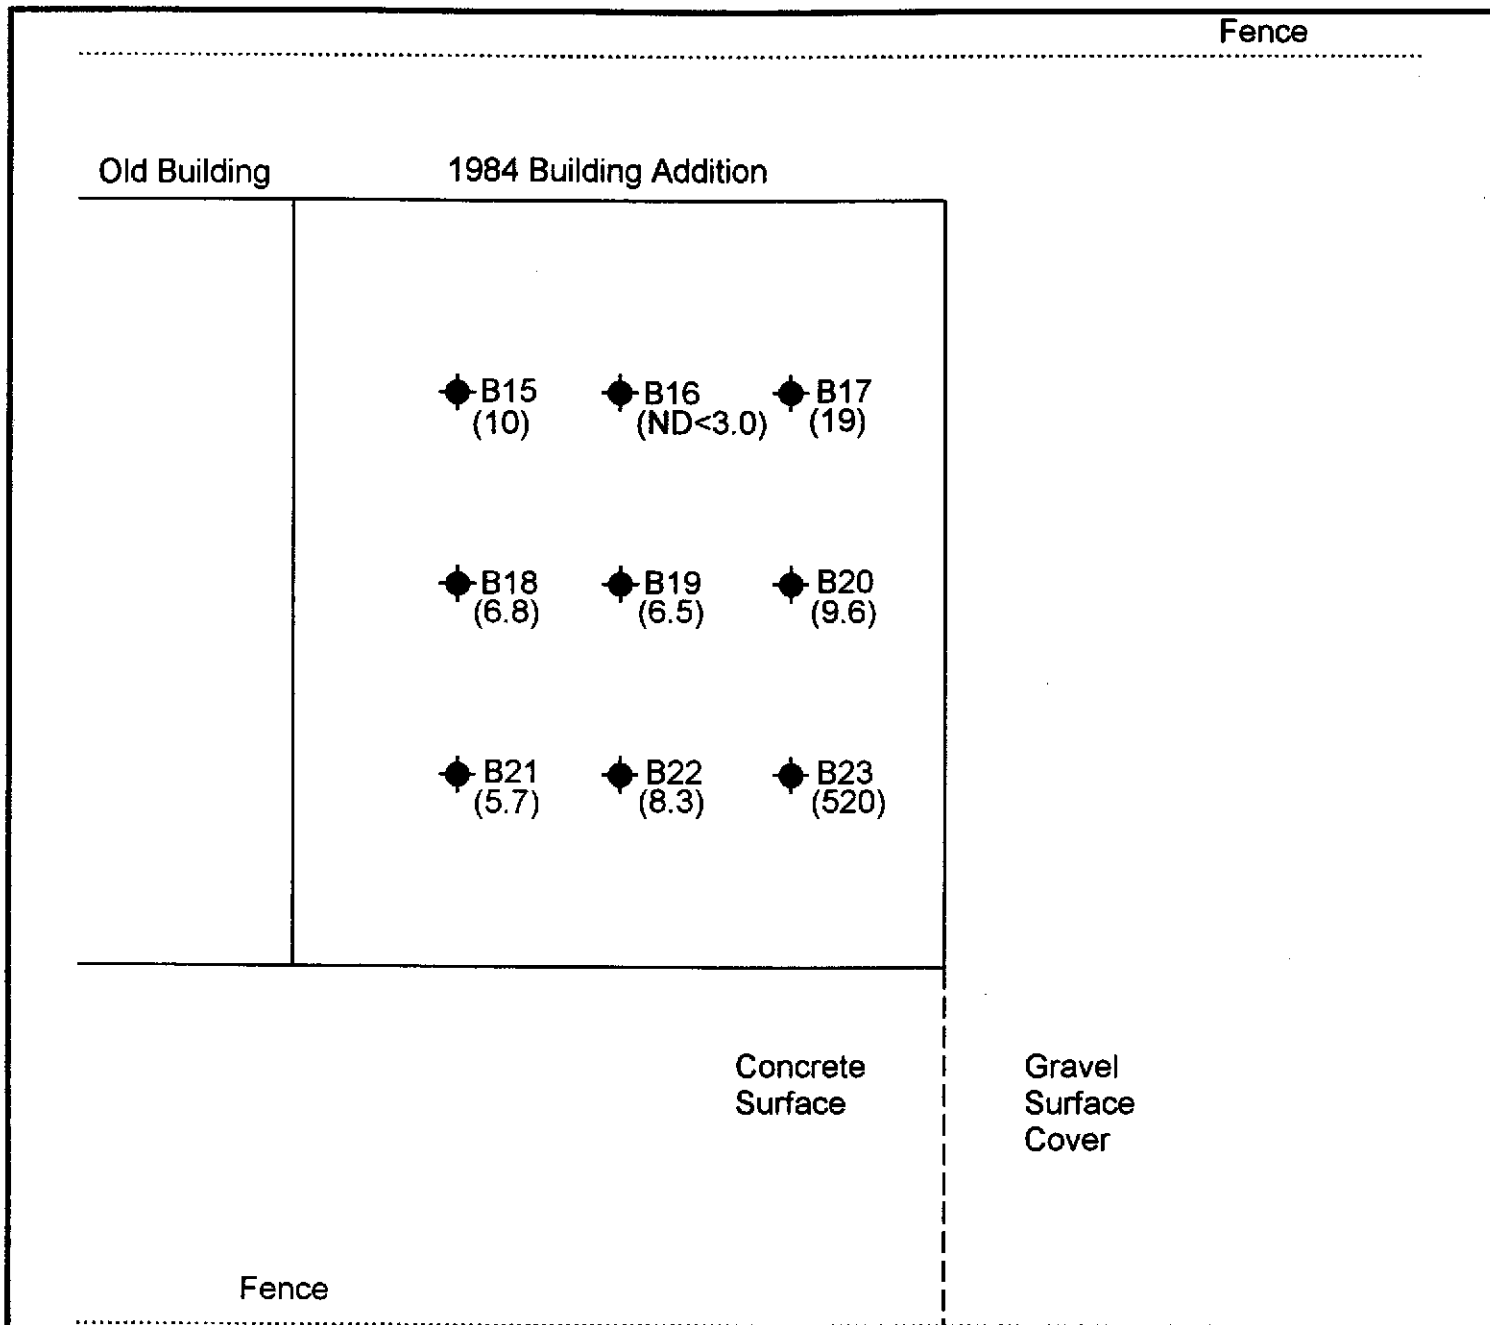 Fence
Old Building
1984 Building Addition
B15
(10)
B16
(ND<3.0)
B17
(19)
B18
(6.8)
B19
(6.5)
B20
(9.6)
B21
(5.7)
B22
(8.3)
B23
(520)
Concrete
Surface
Gravel
Surface
Cover
Fence